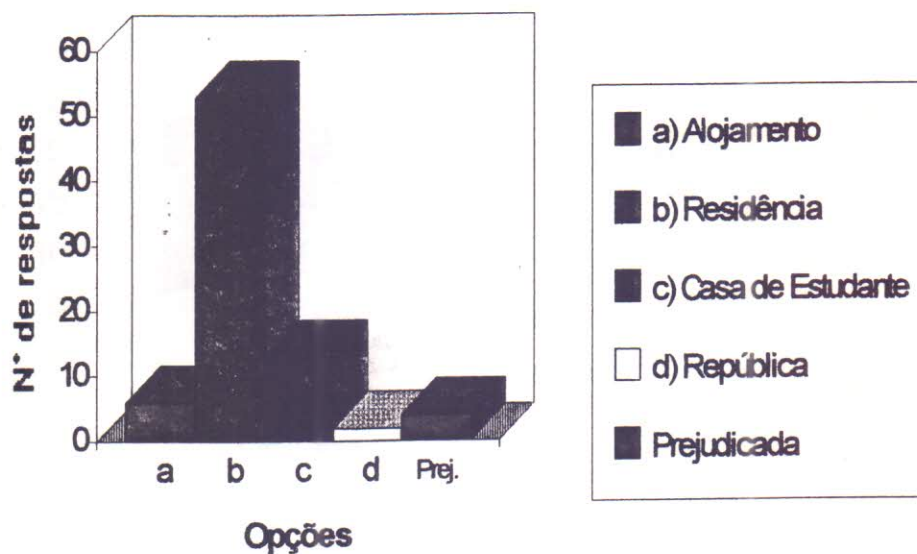 60
50
40
30
20
10
0
N° de respostas
a b c d Prej.
Opções
a) Alojamento
b) Residência
c) Casa de Estudante
d) República
Prejudicada